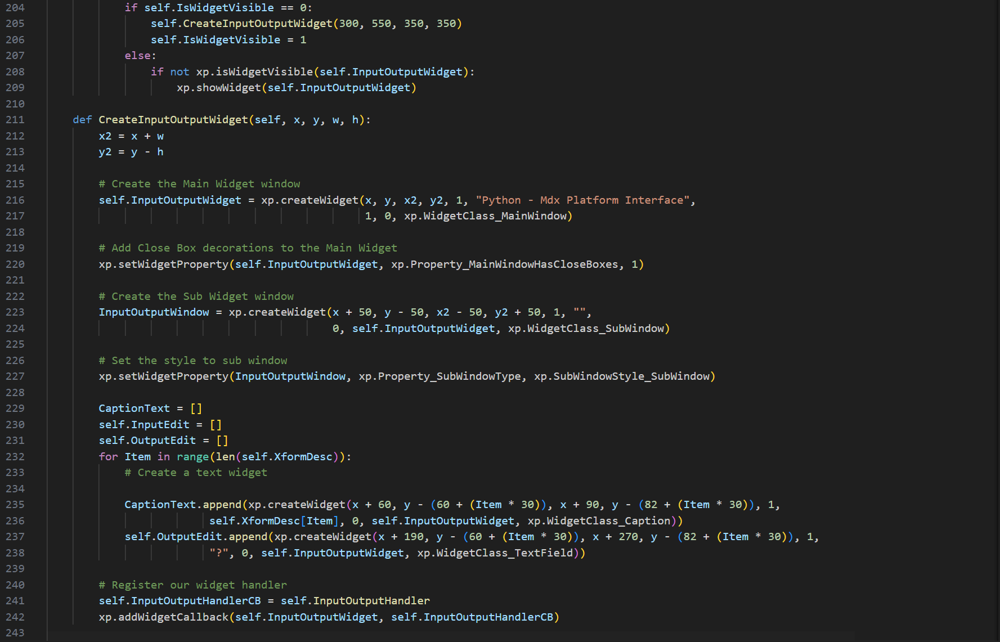 204 if self.IsWidgetVisible == 0:
205 self.CreateInputOutputWidget(300, 550, 350, 350)
206 self.IsWidgetVisible = 1
207 else:
208 if not xp.isWidgetVisible(self.InputOutputWidget):
209 xp.showWidget(self.InputOutputWidget)
210
211 def CreateInputOutputWidget(self, x, y, w, h):
212 x2 = x + w
213 y2 = y - h
214
215 # Create the Main Widget window
216 self.InputOutputWidget = xp.createWidget(x, y, x2, y2, 1, "Python - Mdx Platform Interface",
217 1, 0, xp.WidgetClass_MainWindow)
218
219 # Add Close Box decorations to the Main Widget
220 xp.setWidgetProperty(self.InputOutputWidget, xp.Property_MainWindowHasCloseBoxes, 1)
221
222 # Create the Sub Widget window
223 InputOutputWindow = xp.createWidget(x + 50, y - 50, x2 - 50, y2 + 50, 1, "",
224 0, self.InputOutputWidget, xp.WidgetClass_SubWindow)
225
226 # Set the style to sub window
227 xp.setWidgetProperty(InputOutputWindow, xp.Property_SubWindowType, xp.SubWindowStyle_SubWindow)
228
229 CaptionText = []
230 self.InputEdit = []
231 self.OutputEdit = []
232 for Item in range(len(self.XformDesc)):
233 # Create a text widget
234
235 CaptionText.append(xp.createWidget(x + 60, y - (60 + (Item * 30)), x + 90, y - (82 + (Item * 30)), 1,
236 self.XformDesc[Item], 0, self.InputOutputWidget, xp.WidgetClass_Caption))
237 self.OutputEdit.append(xp.createWidget(x + 190, y - (60 + (Item * 30)), x + 270, y - (82 + (Item * 30)), 1,
238 "?", 0, self.InputOutputWidget, xp.WidgetClass_TextField))
239
240 # Register our widget handler
241 self.InputOutputHandlerCB = self.InputOutputHandler
242 xp.addWidgetCallback(self.InputOutputWidget, self.InputOutputHandlerCB)
243